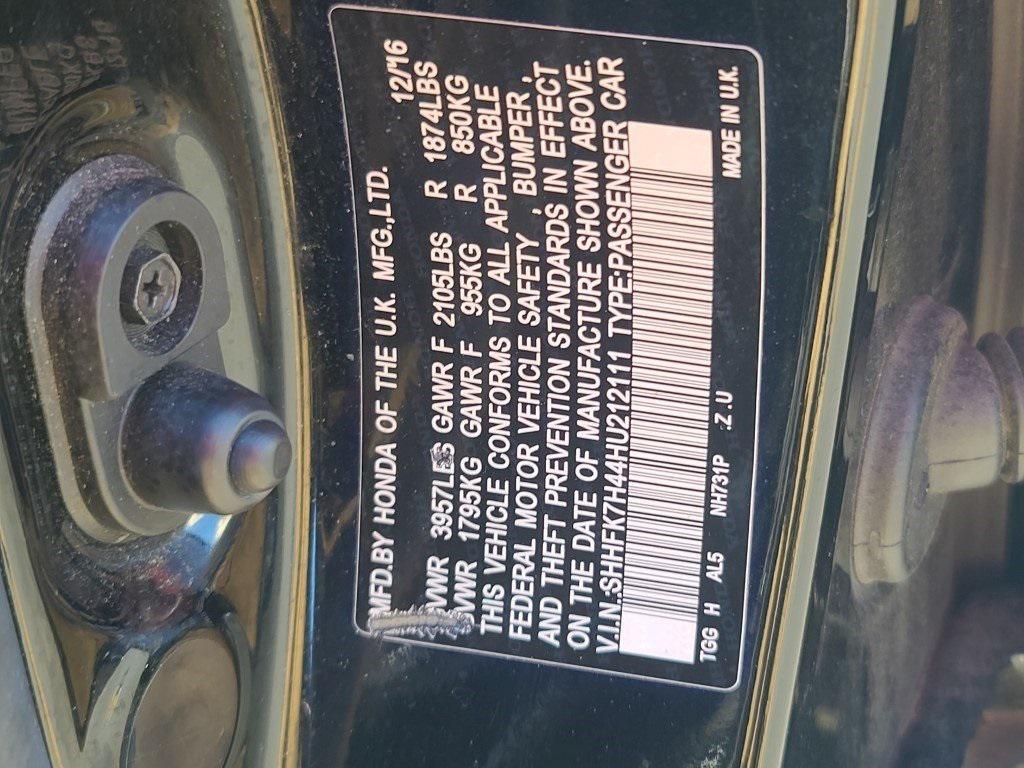 MFD.BY HONDA OF THE U.K. MFG.,LTD. 12/'16
GVWR 3957LBS GAWR F 2105LBS R 1874LBS
GVWR 1795KG GAWR F 955KG R 850KG
THIS VEHICLE CONFORMS TO ALL APPLICABLE
FEDERAL MOTOR VEHICLE SAFETY , BUMPER ,
AND THEFT PREVENTION STANDARDS IN EFFECT
ON THE DATE OF MANUFACTURE SHOWN ABOVE.
V.I.N.:SHHFK7H44HU212111 TYPE:PASSENGER CAR
TGG H AL5 NH731P .Z.U MADE IN U.K.